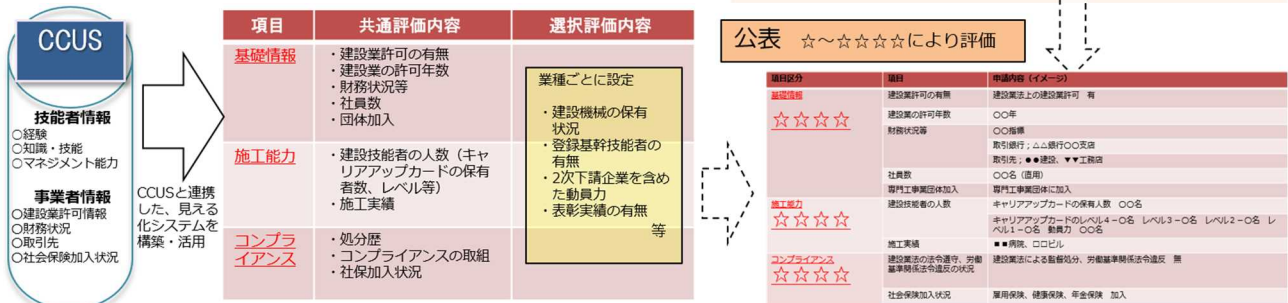 CCUS
技能者情報
○経験
○知識・技能
○マネジメント能力
事業者情報
○建設業許可情報
○財務状況
○取引先
○社会保険加入状況
CCUSと連携
した、見える
化システムを
構築・活用
項目
共通評価内容
選択評価内容
基礎情報
・建設業許可の有無
・建設業の許可年数
・財務状況等
・社員数
・団体加入
施工能力
・建設技能者の人数（キャ
リアアップカードの保有
者数、レベル等）
・施工実績
コンプラ
イアンス
・処分歴
・コンプライアンスの取組
・社保加入状況
業種ごとに設定
・建設機械の保有
状況
・登録基幹技能者の
有無
・2次下請企業を含め
た動員力
・表彰実績の有無
等
公表 ☆～☆☆☆☆により評価
項目区分
項目
申請内容（イメージ）
基礎情報
☆☆☆☆
建設業許可の有無
建設業法上の建設業許可 有
建設業の許可年数
○○年
財務状況等
○○指標
取引銀行；△△銀行○○支店
取引先；●●建設、▼▼工務店
社員数
○○名（直用）
専門工事業団体加入
専門工事業団体に加入
施工能力
☆☆☆☆
建設技能者の人数
キャリアアップカードの保有人数 ○○名
キャリアアップカードのレベル４－○名 レベル３－○名 レベル２－○名 レ
ベル１－○名 動員力 ○○名
施工実績
■■病院、□□ビル
コンプライアンス
☆☆☆☆
建設業法の法令遵守、労働
基準関係法令違反の状況
建設業法による監督処分、労働基準関係法令違反 無
社会保険加入状況
雇用保険、健康保険、年金保険 加入